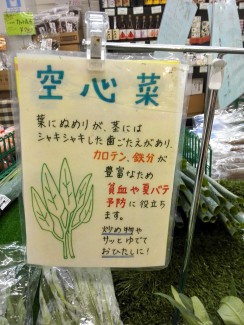 空心菜
葉にぬめりが、茎には
シャキシャキした歯ごたえがあり、
カロテン、鉄分が
豊富なため
貧血や夏バテ
予防に役立ち
ます。
炒め物や
サッとゆでて
おひたしに!